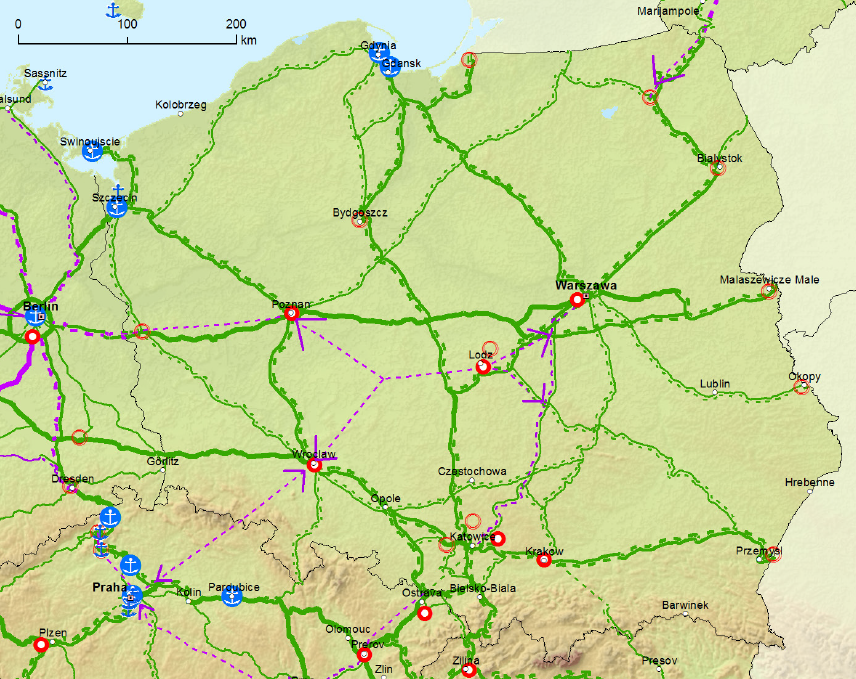 0 100 200
km
Marijampole
Gdynia
Gdansk
Sassnitz
alsund
Kolobrzeg
Swinoujscie
Bialystok
Szczecin
Bydgoszcz
Malaszewicze Male
Warszawa
Berlin
Poznan
Lodz
Okopy
Lublin
Wroclaw
Görlitz
Czestochowa
Dresden
Hrebenne
Opole
Katowice
Krakow
Przemysl
Praha
Kolin
Pardubice
Ostrava
Bielsko-Biala
Barwinek
Olomouc
Plzen
Prerov
Zilina
Presov
Zlin